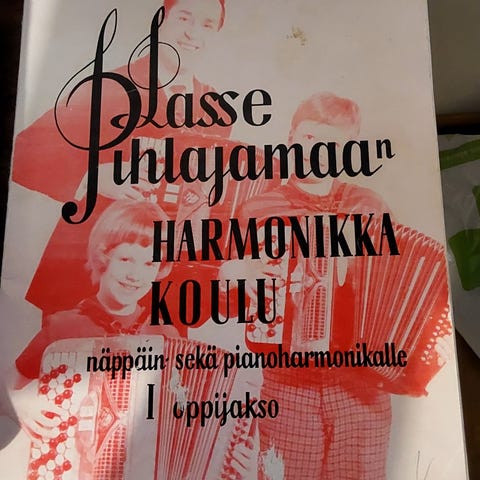 Lasse
Pihlajamaan
HARMONIKKA
KOULU
näppäin- sekä pianoharmonikalle
I oppijakso